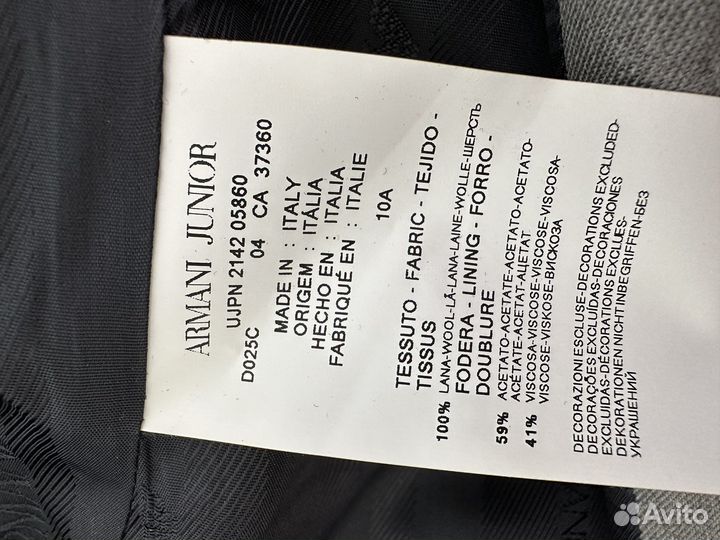 ARMANI JUNIOR
UJPN 2142 05860
D025C 04 CA 37360
MADE IN : ITALY
ORIGEM : ITÁLIA
HECHO EN : ITALIA
FABRIQUÉ EN : ITALIE
10A
TESSUTO - FABRIC - TEJIDO -
TISSUS
100% LANA-WOOL-LÃ-LANA-LAINE-WOLLE-ШЕРСТЬ
FODERA - LINING - FORRO -
DOUBLURE
59% ACETATO-ACETATE-ACETATO-ACETATO-
ACÉTATE-ACETAT-АЦЕТАТ
41% VISCOSA-VISCOSE-VISCOSE-VISCOSA-
VISCOSE-VISKOSE-ВИСКОЗА
DECORAZIONI ESCLUSE-DECORATIONS EXCLUDED-
DECORAÇÕES EXCLUÍDAS-DECORACIONES
EXCLUIDAS-DÉCORATIONS EXCLUES-
DEKORATIONEN NICHT INBEGRIFFEN-БЕЗ
УКРАШЕНИЙ
Avito